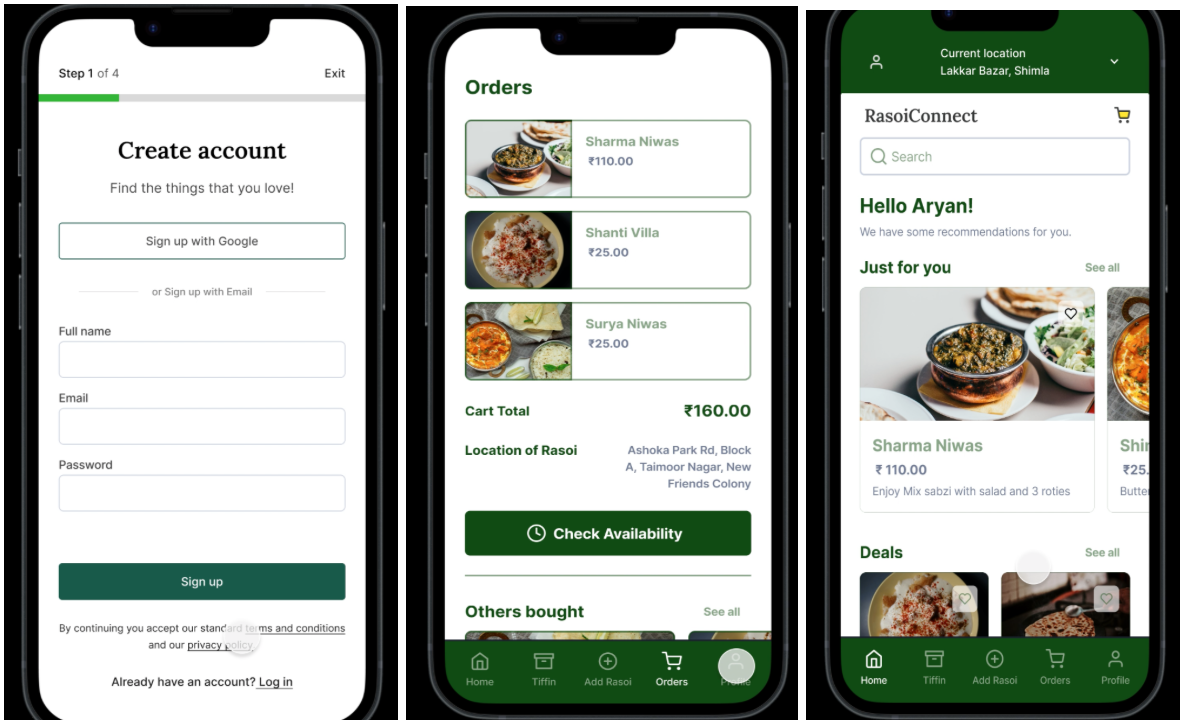 Step 1 of 4
Exit
Create account
Find the things that you love!
Sign up with Google
or Sign up with Email
Full name
Email
Password
Sign up
By continuing you accept our standard terms and conditions
and our privacy policy.
Already have an account? Log in
Orders
Sharma Niwas
₹110.00
Shanti Villa
₹25.00
Surya Niwas
₹25.00
Cart Total
₹160.00
Location of Rasoi
Ashoka Park Rd, Block
A, Taimoor Nagar, New
Friends Colony
Check Availability
Others bought
See all
Home
Tiffin
Add Rasoi
Orders
Profile
Current location
Lakkar Bazar, Shimla
RasoiConnect
Search
Hello Aryan!
We have some recommendations for you.
Just for you
See all
Sharma Niwas
₹ 110.00
Enjoy Mix sabzi with salad and 3 roties
Shir
₹25.
Butte
Deals
See all
Home
Tiffin
Add Rasoi
Orders
Profile